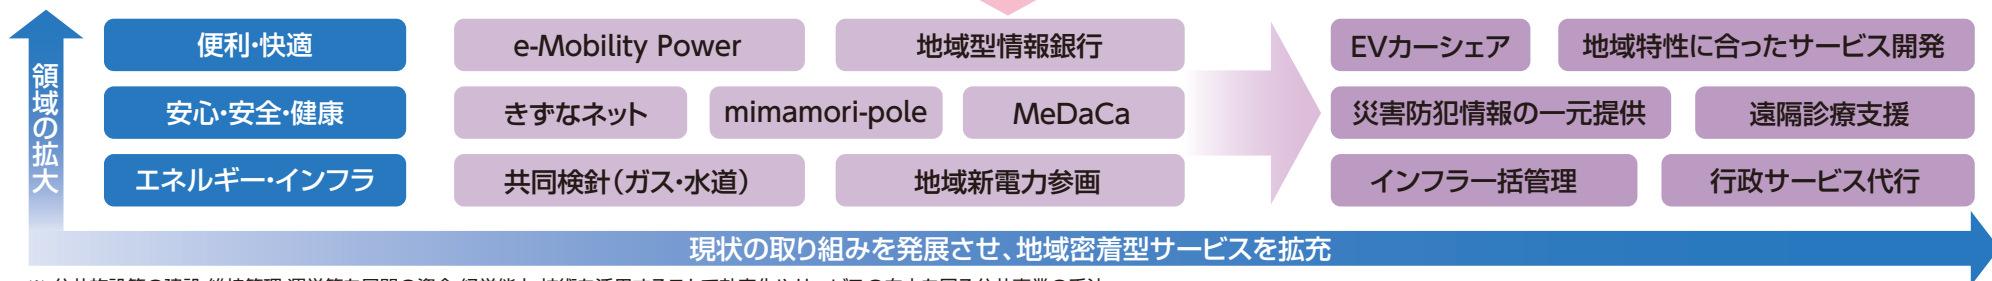 領域の拡大
便利・快適
e-Mobility Power
地域型情報銀行
EVカーシェア
地域特性に合ったサービス開発
安心・安全・健康
きずなネット
mimamori-pole
MeDaCa
災害防犯情報の一元提供
遠隔診療支援
エネルギー・インフラ
共同検針(ガス・水道)
地域新電力参画
インフラ一括管理
行政サービス代行
現状の取り組みを発展させ、地域密着型サービスを拡充